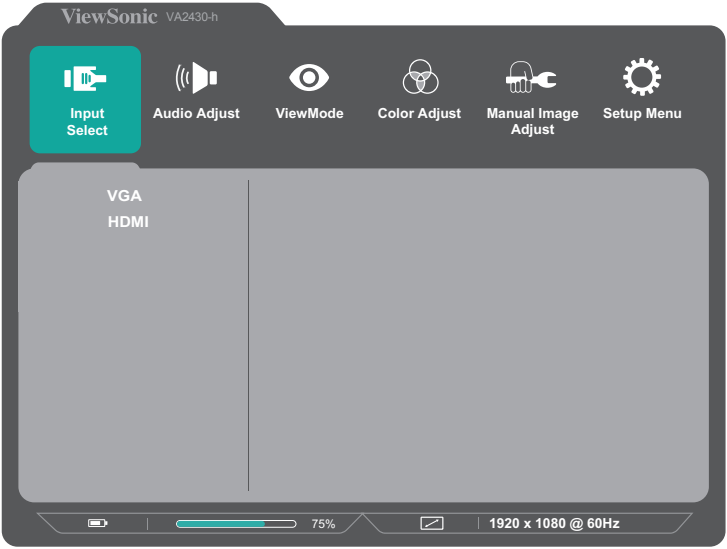 ViewSonic VA2430-h
Input
Select
Audio Adjust
ViewMode
Color Adjust
Manual Image
Adjust
Setup Menu
VGA
HDMI
75%
1920 x 1080 @ 60Hz